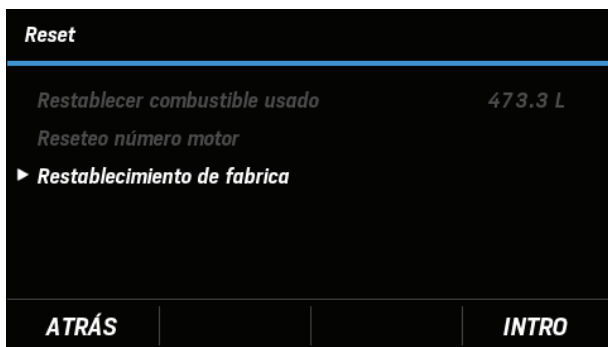 Reset
Restablecer combustible usado 473.3 L
Reseteo número motor
Restablecimiento de fabrica
ATRÁS INTRO